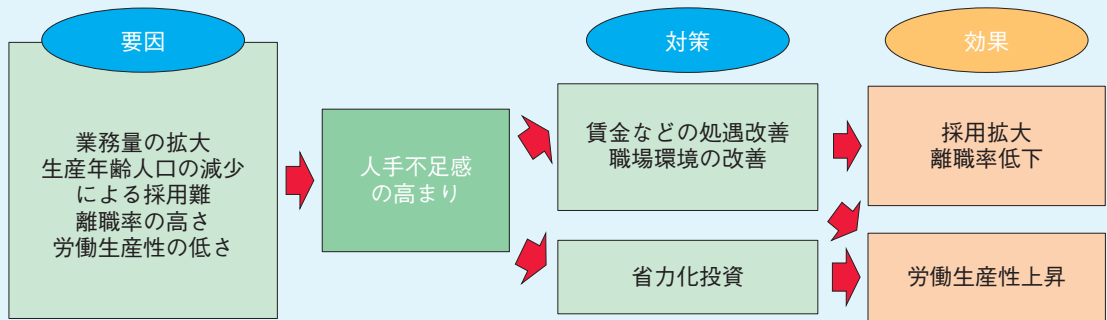 要因
業務量の拡大
生産年齢人口の減少
による採用難
離職率の高さ
労働生産性の低さ
人手不足感
の高まり
対策
賃金などの処遇改善
職場環境の改善
省力化投資
効果
採用拡大
離職率低下
労働生産性上昇